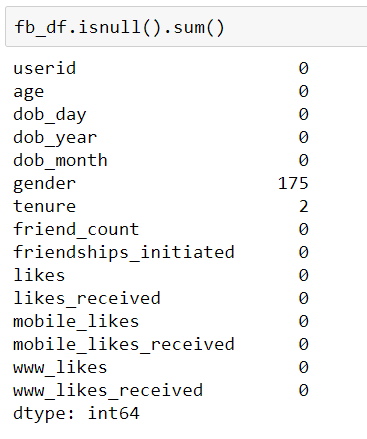 fb_df.isnull().sum()
userid 0
age 0
dob_day 0
dob_year 0
dob_month 0
gender 175
tenure 2
friend_count 0
friendships_initiated 0
likes 0
likes_received 0
mobile_likes 0
mobile_likes_received 0
www_likes 0
www_likes_received 0
dtype: int64